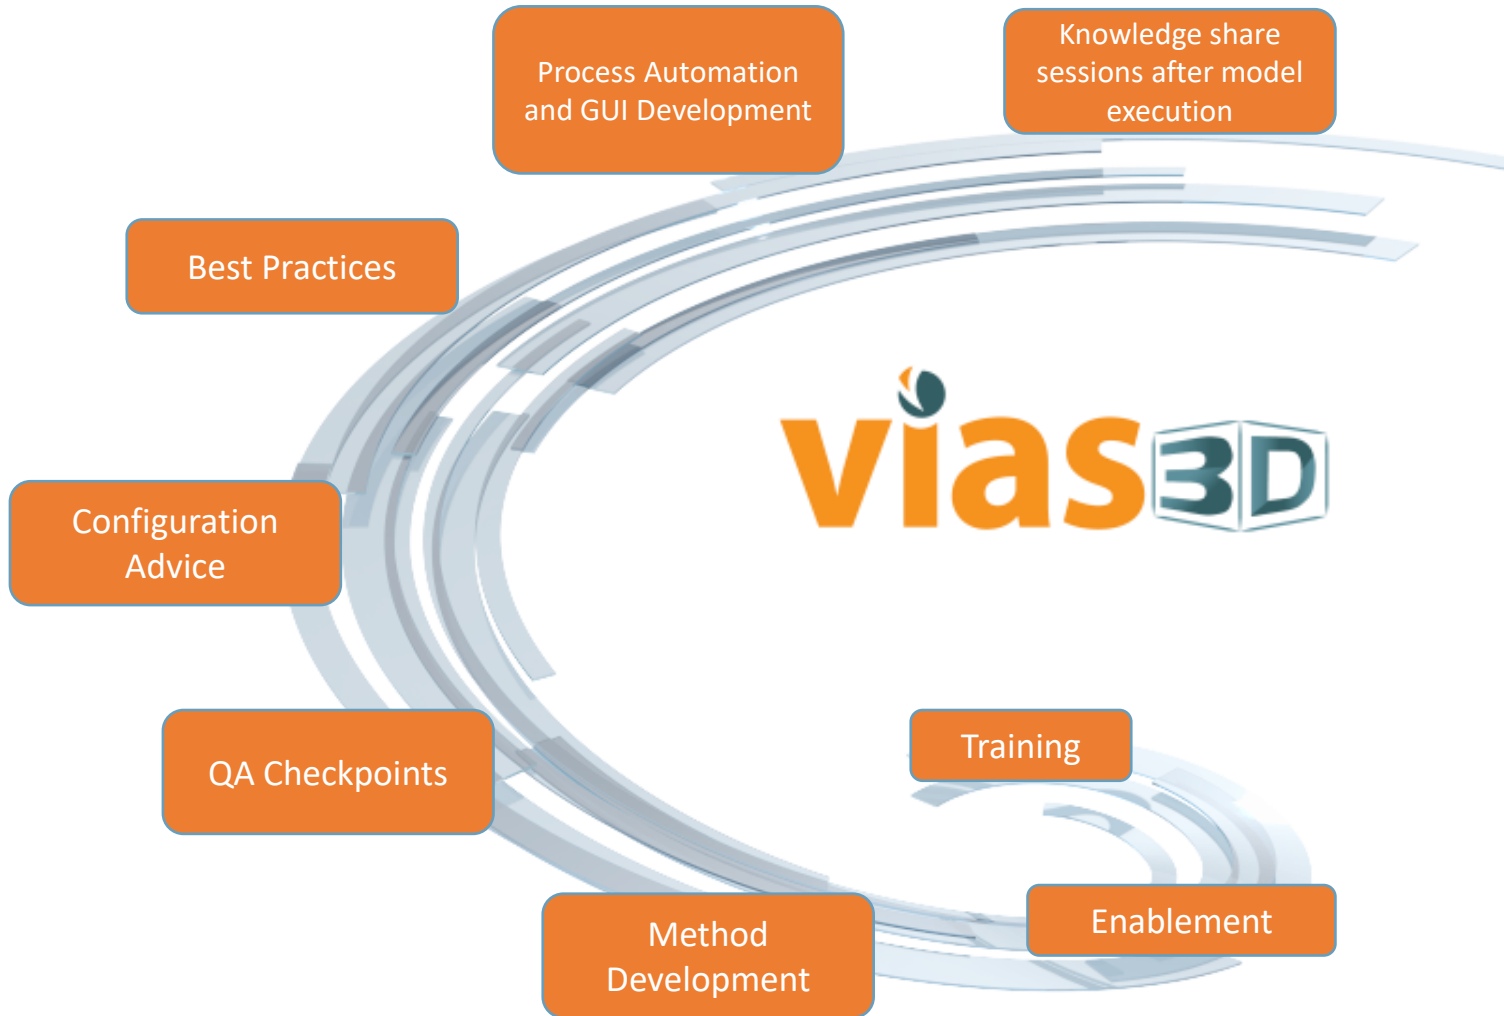 Process Automation
and GUI Development
Knowledge share
sessions after model
execution
Best Practices
vias3D
Configuration
Advice
QA Checkpoints
Training
Method
Development
Enablement